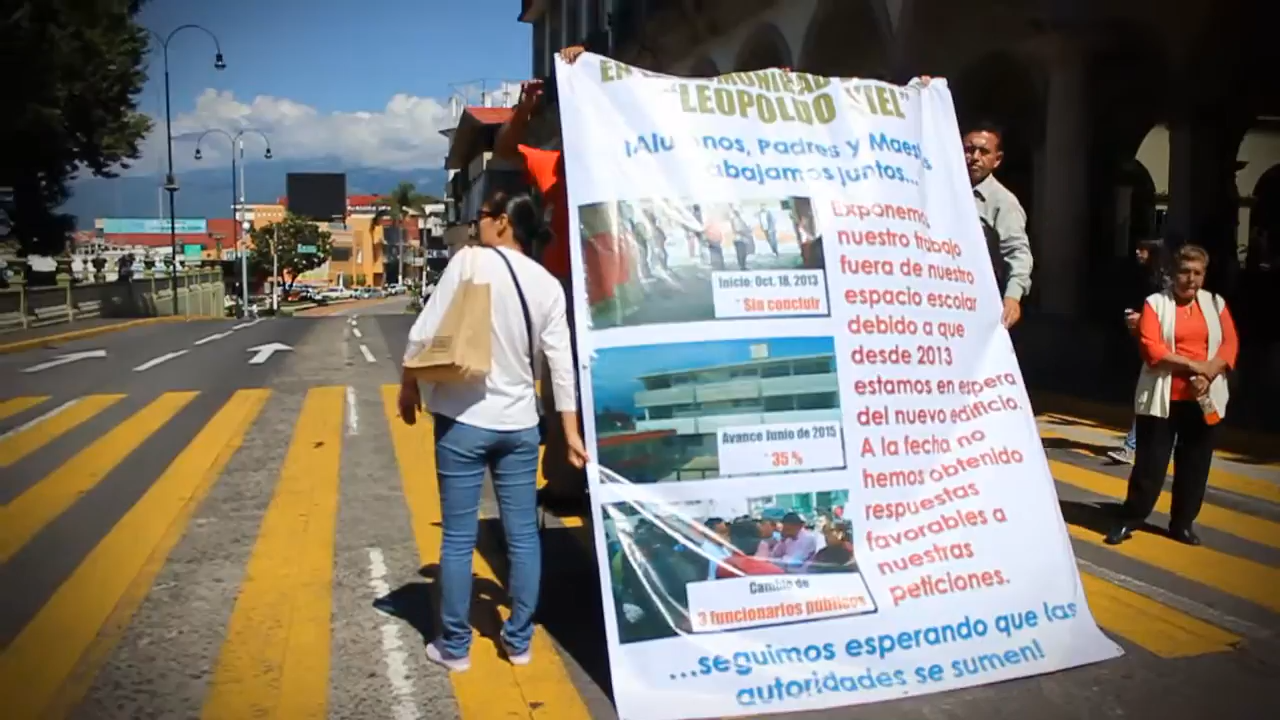 EN COMUNIDAD
"LEOPOLDO KIEL"
¡Alumnos, Padres y Maestros
trabajamos juntos...
Exponemos
nuestro trabajo
fuera de nuestro
espacio escolar
debido a que
desde 2013
estamos en espera
del nuevo edificio.
A la fecha no
hemos obtenido
respuestas
favorables a
nuestras
peticiones.
Inicio: Oct. 18, 2013
Sin concluir
Avance Junio de 2015
35 %
Cambio de
3 funcionarios públicos
...seguimos esperando que las
autoridades se sumen!